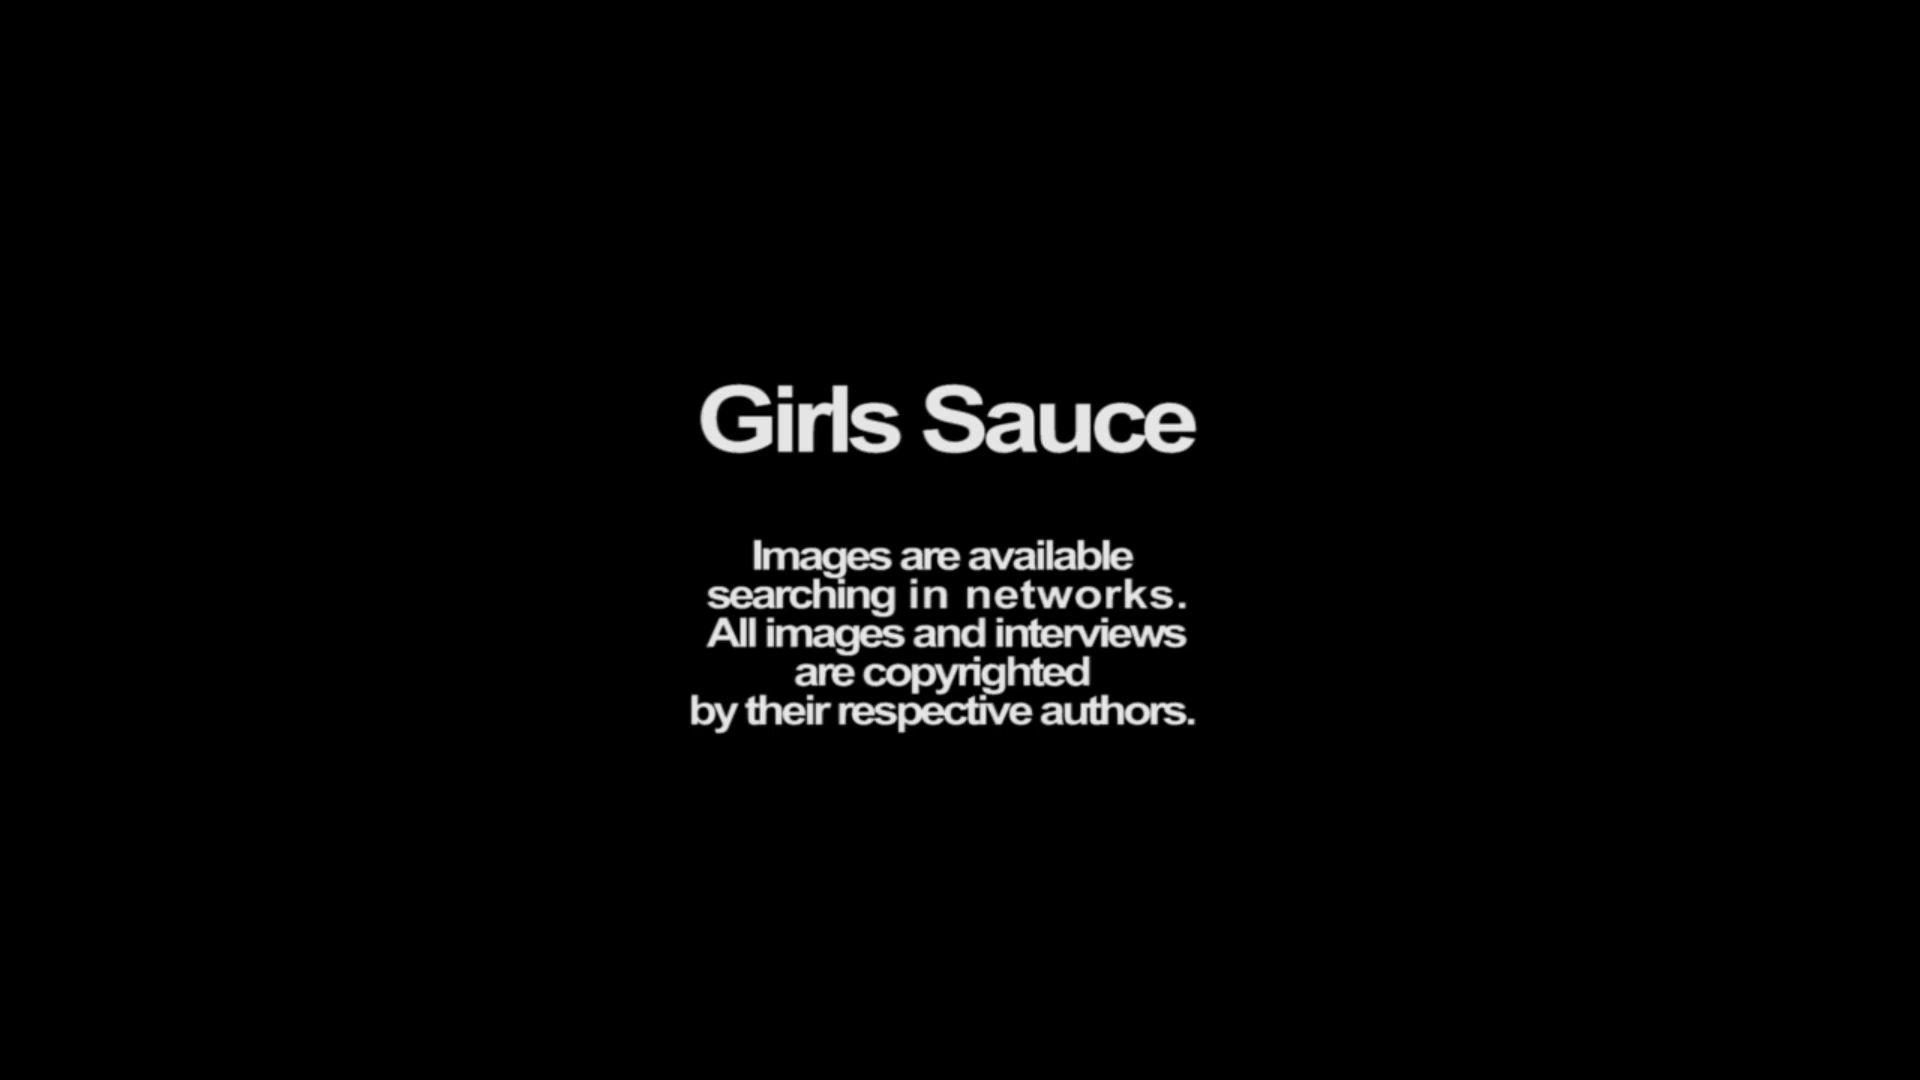 Girls Sauce
Images are available
searching in networks.
All images and interviews
are copyrighted
by their respective authors.